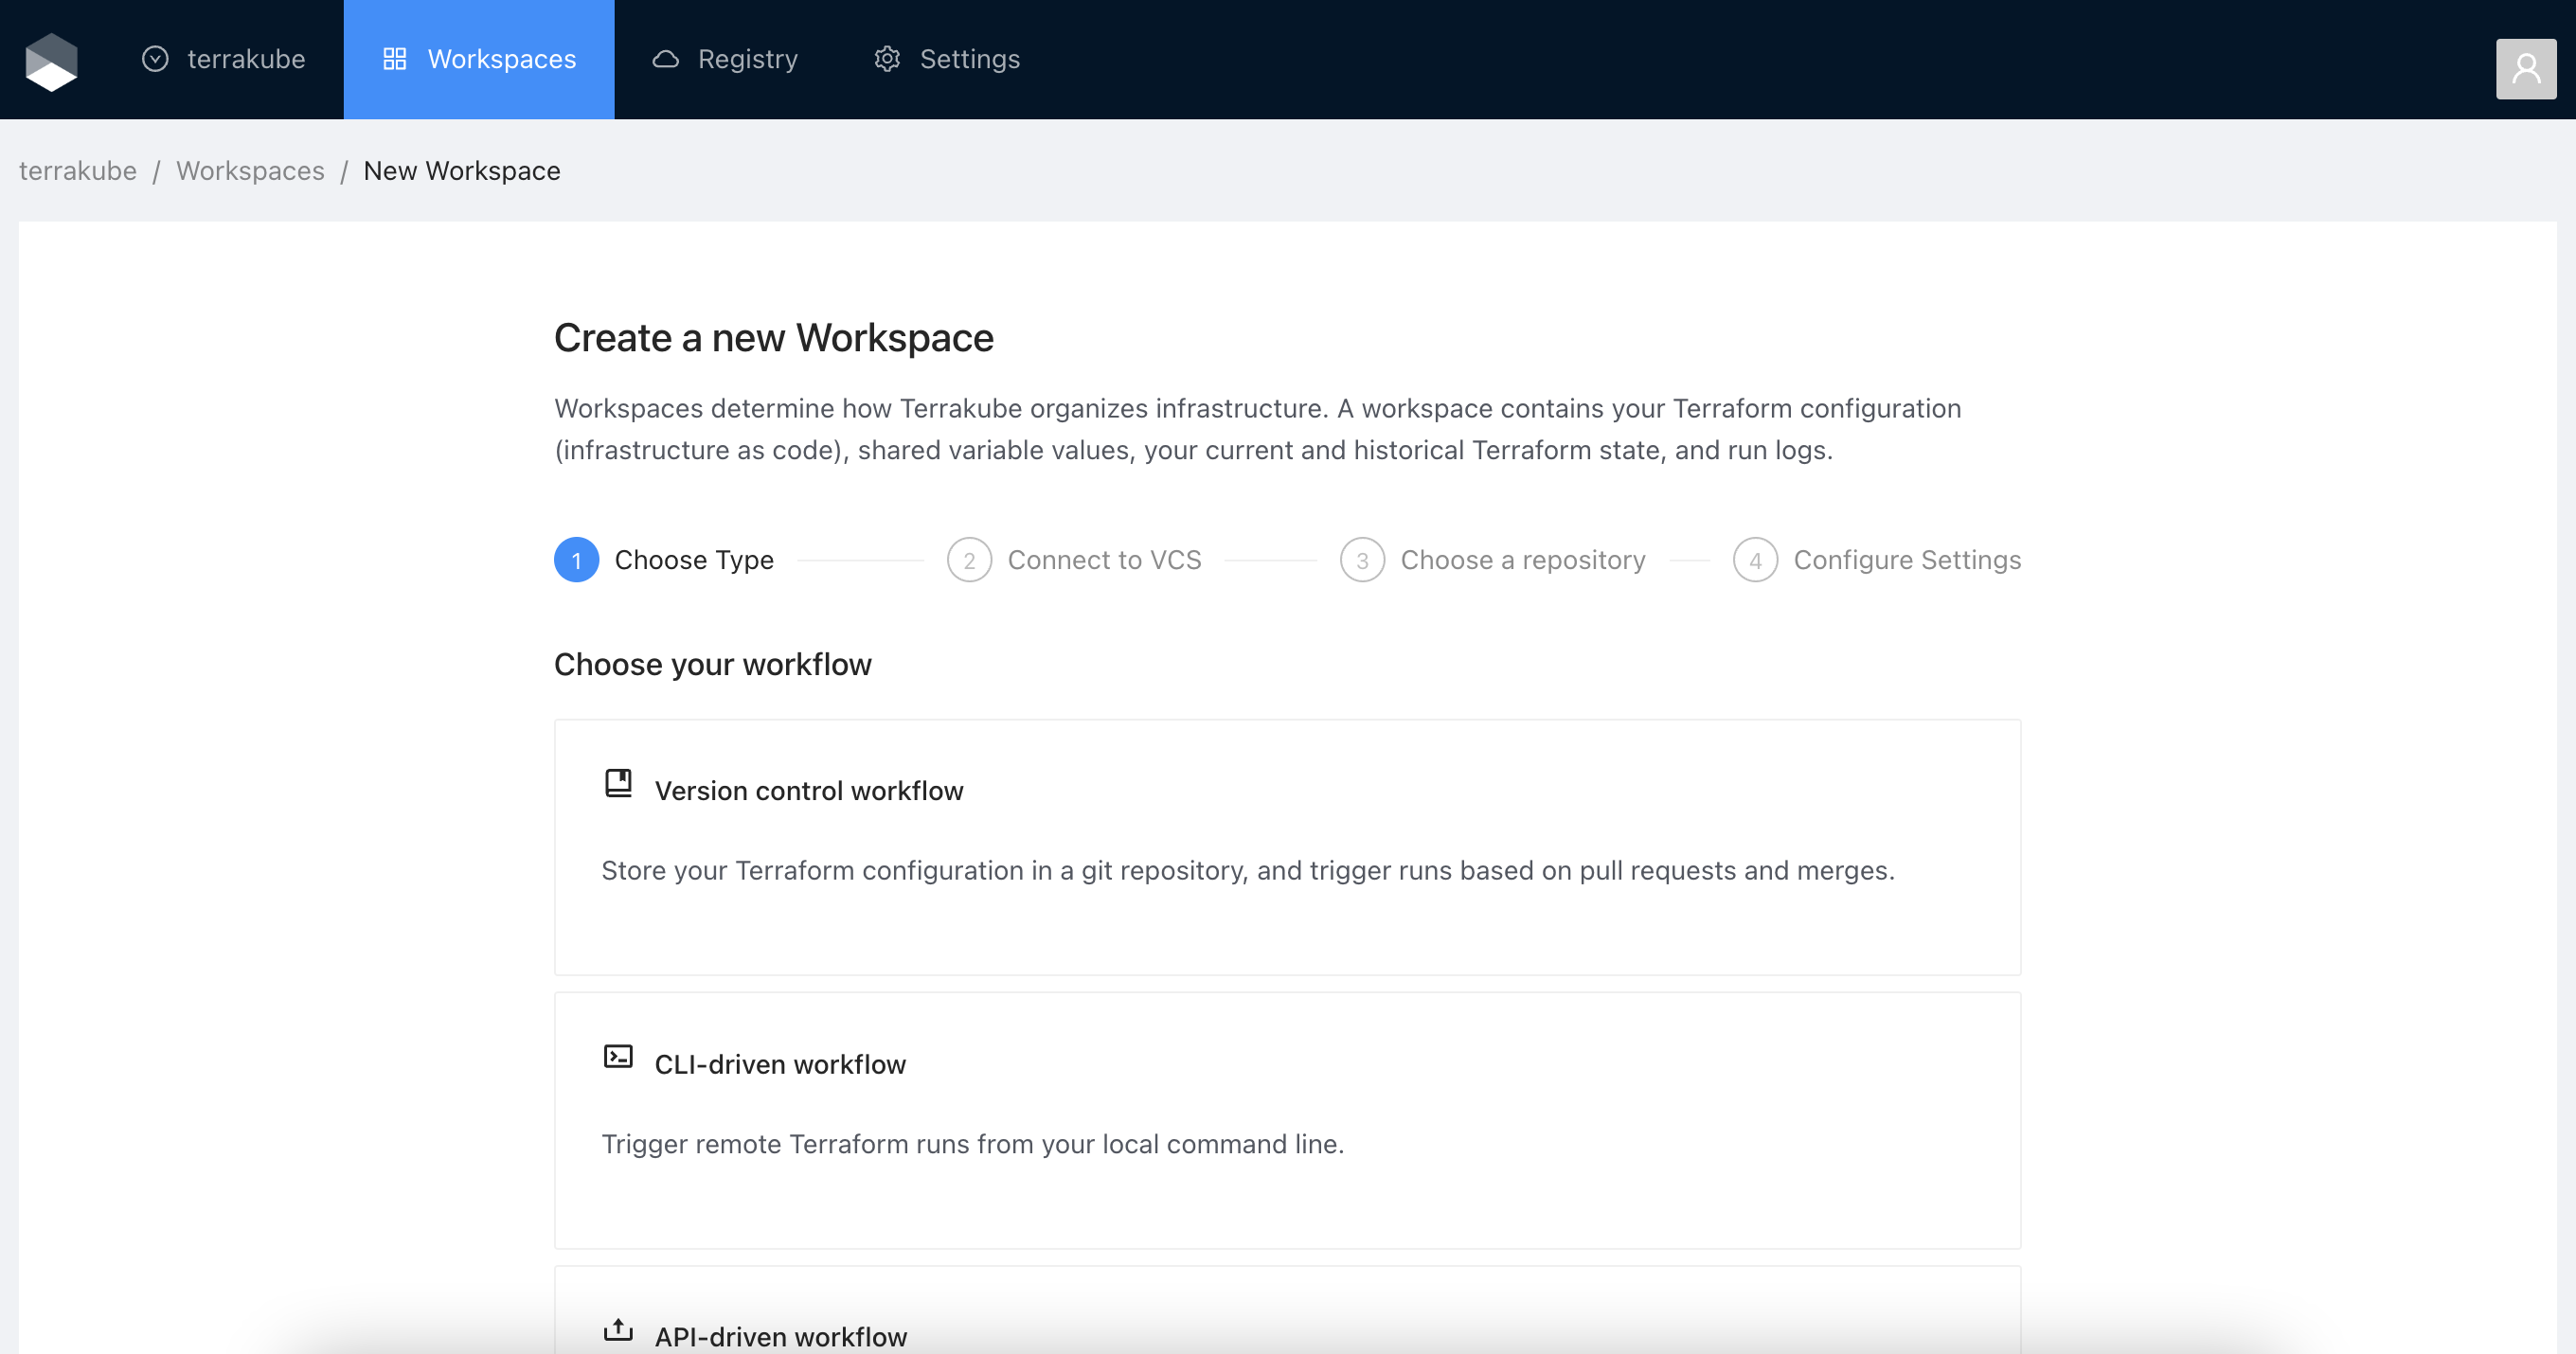 terrakube Workspaces Registry Settings
terrakube / Workspaces / New Workspace
Create a new Workspace
Workspaces determine how Terrakube organizes infrastructure. A workspace contains your Terraform configuration
(infrastructure as code), shared variable values, your current and historical Terraform state, and run logs.
1 Choose Type 2 Connect to VCS 3 Choose a repository 4 Configure Settings
Choose your workflow
Version control workflow
Store your Terraform configuration in a git repository, and trigger runs based on pull requests and merges.
CLI-driven workflow
Trigger remote Terraform runs from your local command line.
API-driven workflow